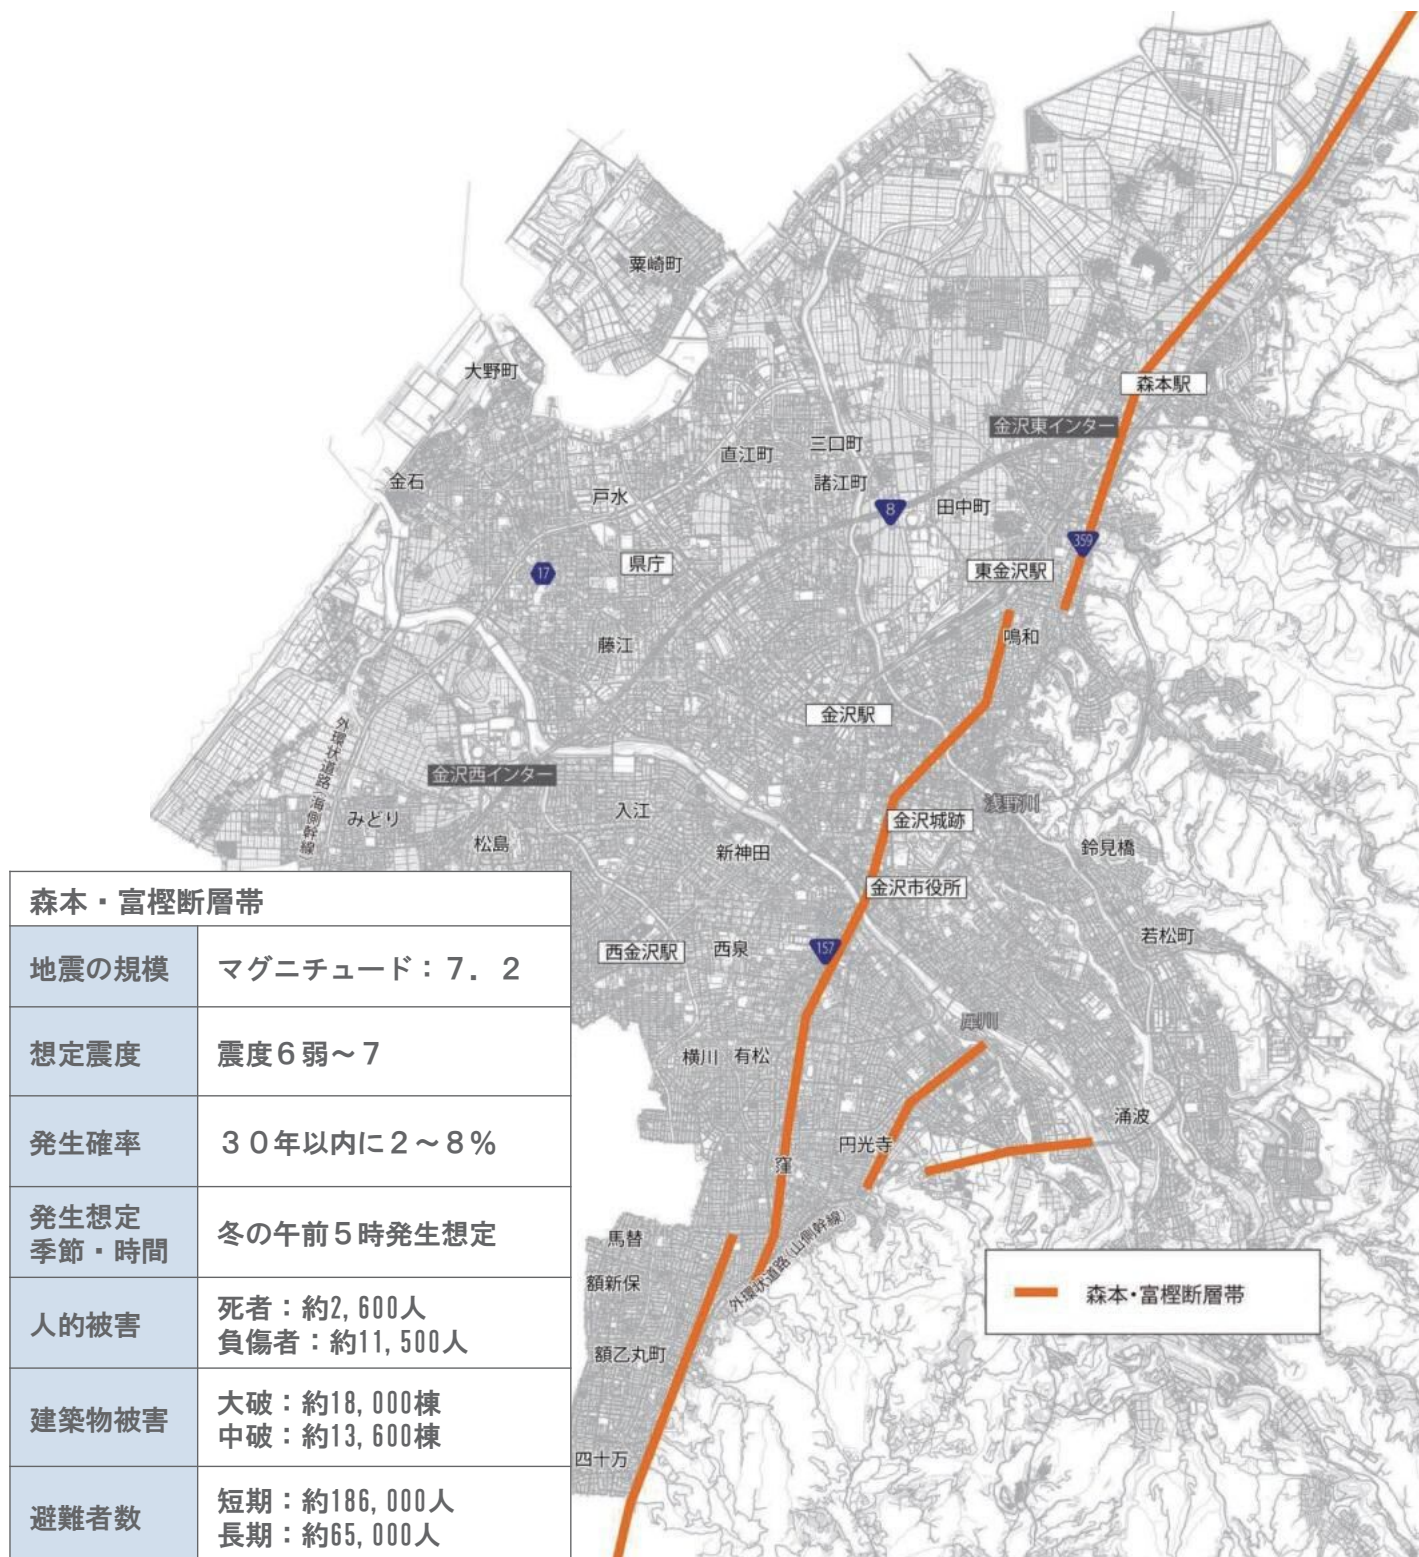 粟崎町
大野町
森本駅
金沢東インター
三口町
直江町
金石
諸江町
戸水
8
田中町
359
県庁
17
東金沢駅
藤江
鳴和
金沢駅
外環状道路(海側幹線)
金沢西インター
浅野川
みどり
入江
金沢城跡
松島
新神田
鈴見橋
金沢市役所
若松町
西金沢駅
西泉
157
犀川
横川
有松
涌波
円光寺
窪
馬替
外環状道路(山側幹線)
額新保
額乙丸町
四十万
森本・富樫断層帯
森本・富樫断層帯
地震の規模
マグニチュード：7．2
想定震度
震度6弱～7
発生確率
30年以内に2～8%
発生想定
季節・時間
冬の午前5時発生想定
人的被害
死者：約2,600人
負傷者：約11,500人
建築物被害
大破：約18,000棟
中破：約13,600棟
避難者数
短期：約186,000人
長期：約65,000人